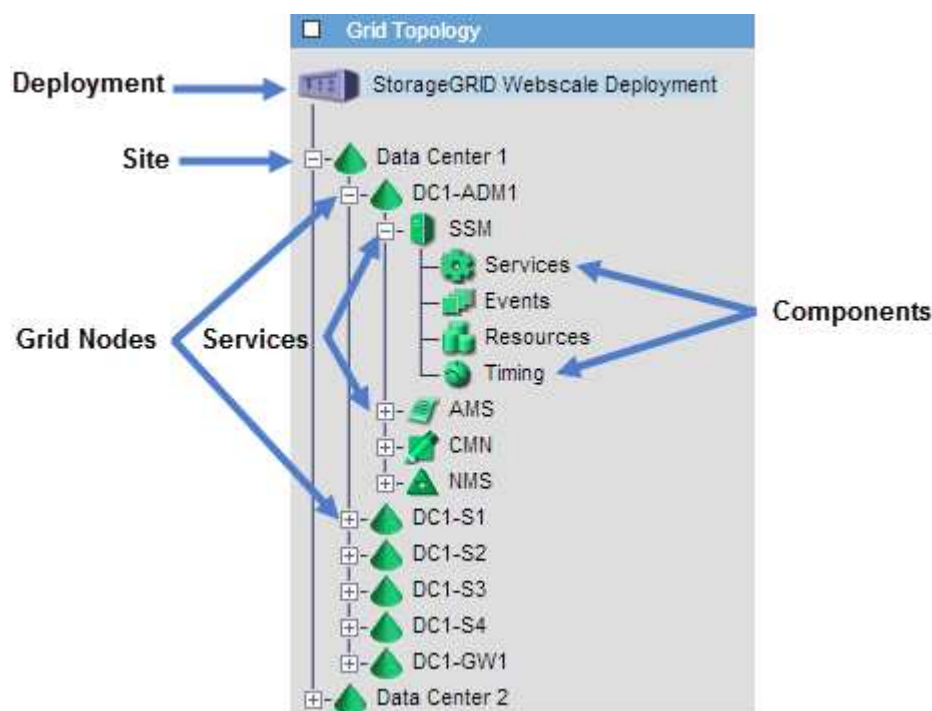 Grid Topology
Deployment
StorageGRID Webscale Deployment
Site
Data Center 1
DC1-ADM1
SSM
Services
Events
Components
Grid Nodes
Services
Resources
Timing
AMS
CMN
NMS
DC1-S1
DC1-S2
DC1-S3
DC1-S4
DC1-GW1
Data Center 2